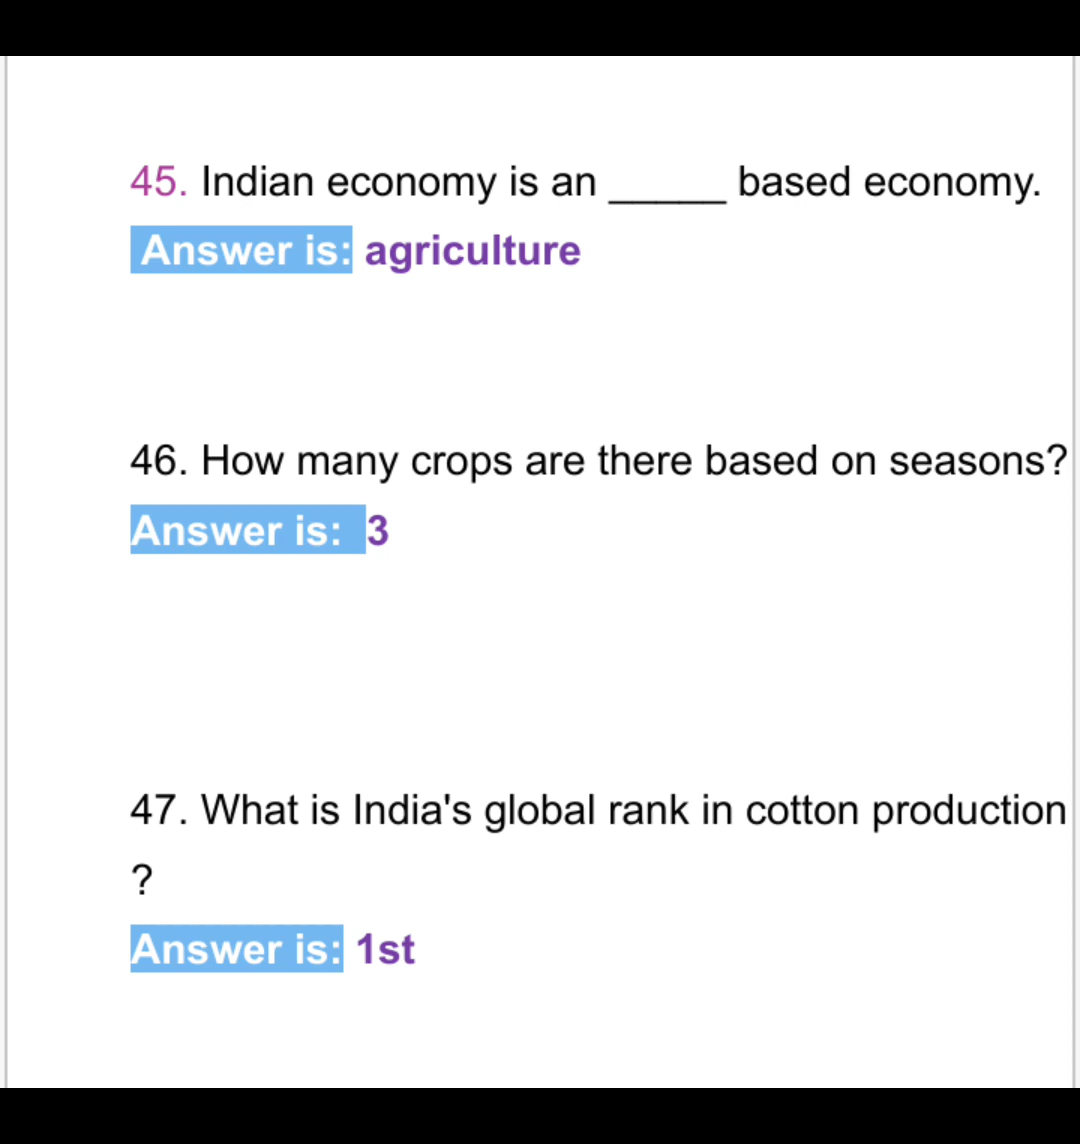 45. Indian economy is an _____ based economy.
Answer is: agriculture
46. How many crops are there based on seasons?
Answer is: 3
47. What is India's global rank in cotton production
?
Answer is: 1st